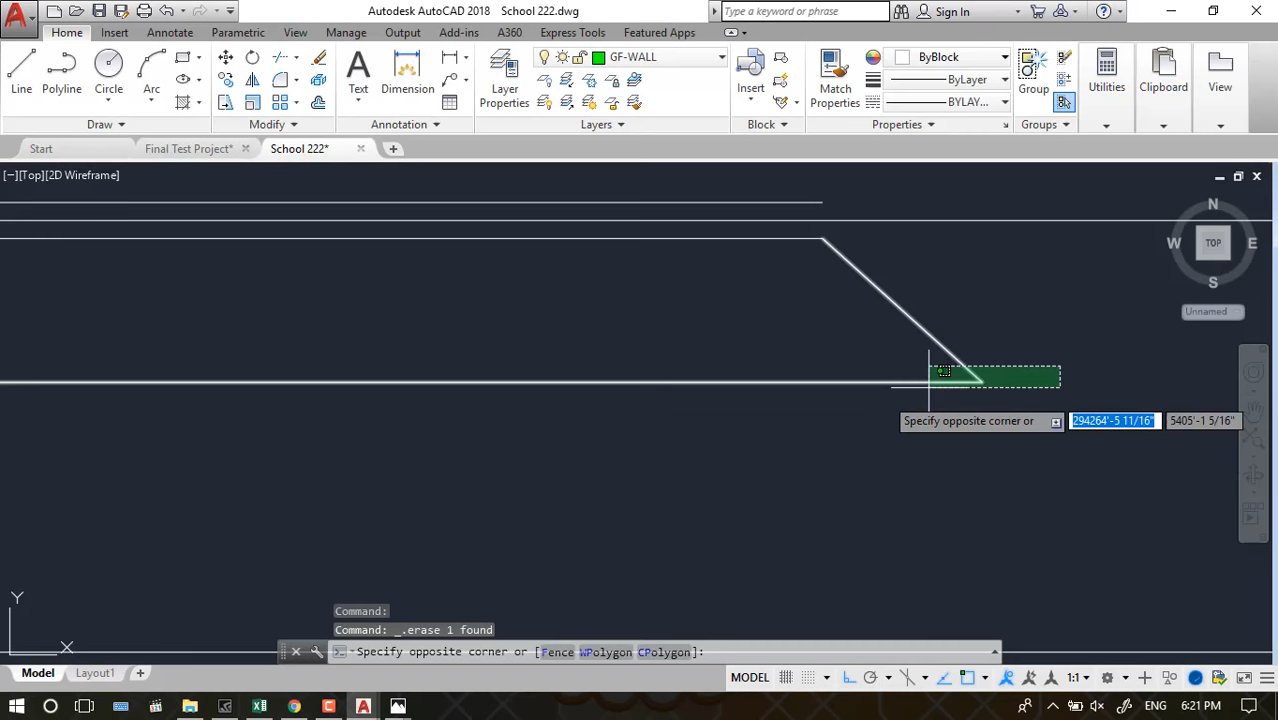 Autodesk AutoCAD 2018 School 222.dwg
Type a keyword or phrase
Sign In
Home Insert Annotate Parametric View Manage Output Add-ins A360 Express Tools Featured Apps
Line Polyline Circle Arc
Text Dimension
Layer Properties
GF-WALL
Insert
Match Properties
ByBlock
ByLayer
BYLAY...
Group
Utilities
Clipboard
View
Draw Modify Annotation Layers Block Properties Groups
Start Final Test Project* School 222*
[−][Top][2D Wireframe]
N
W TOP E
S
Unnamed
Specify opposite corner or 294264'-5 11/16" 5405'-1 5/16"
Y
X
Command:
Command: _.erase 1 found
Specify opposite corner or [Fence WPolygon CPolygon]:
Model Layout1
MODEL 1:1
ENG 6:21 PM